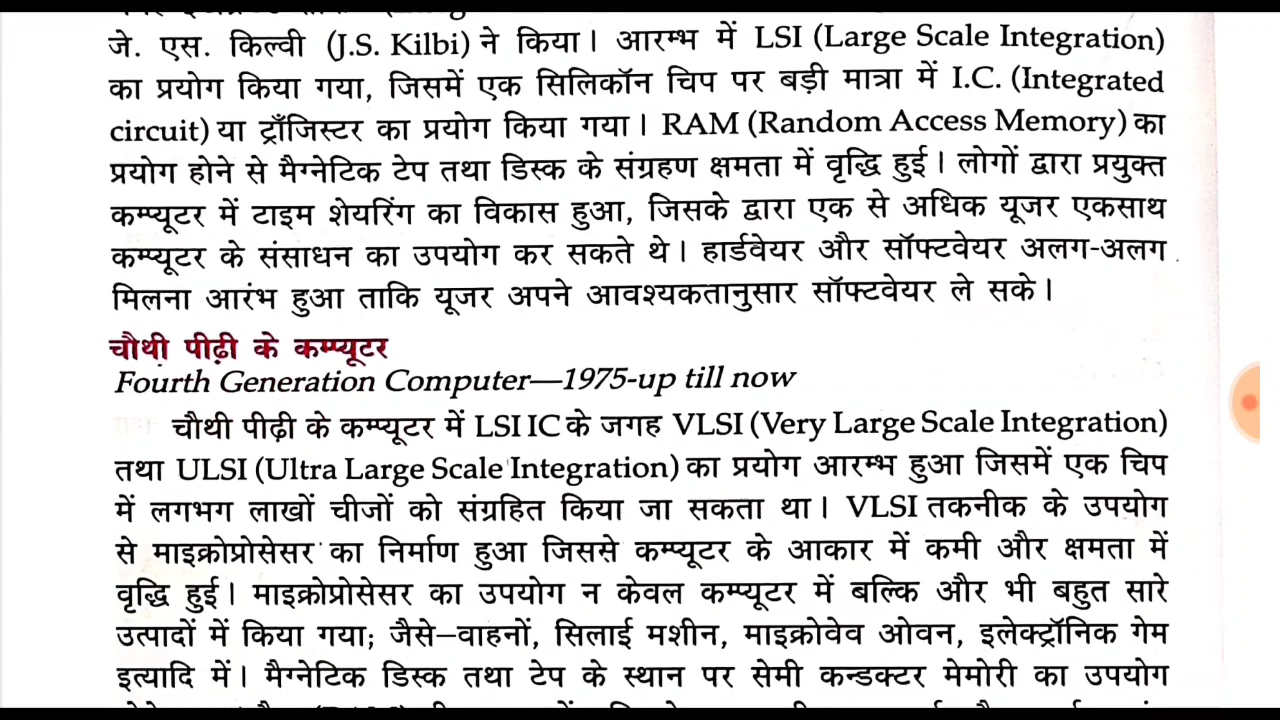 जे. एस. किल्वी (J.S. Kilbi) ने किया। आरम्भ में LSI (Large Scale Integration)
का प्रयोग किया गया, जिसमें एक सिलिकॉन चिप पर बड़ी मात्रा में I.C. (Integrated
circuit) या ट्राँजिस्टर का प्रयोग किया गया। RAM (Random Access Memory) का
प्रयोग होने से मैग्नेटिक टेप तथा डिस्क के संग्रहण क्षमता में वृद्धि हुई। लोगों द्वारा प्रयुक्त
कम्प्यूटर में टाइम शेयरिंग का विकास हुआ, जिसके द्वारा एक से अधिक यूजर एकसाथ
कम्प्यूटर के संसाधन का उपयोग कर सकते थे। हार्डवेयर और सॉफ्टवेयर अलग-अलग
मिलना आरंभ हुआ ताकि यूजर अपने आवश्यकतानुसार सॉफ्टवेयर ले सके।
चौथी पीढ़ी के कम्प्यूटर
Fourth Generation Computer—1975-up till now
चौथी पीढ़ी के कम्प्यूटर में LSI IC के जगह VLSI (Very Large Scale Integration)
तथा ULSI (Ultra Large Scale Integration) का प्रयोग आरम्भ हुआ जिसमें एक चिप
में लगभग लाखों चीजों को संग्रहित किया जा सकता था। VLSI तकनीक के उपयोग
से माइक्रोप्रोसेसर का निर्माण हुआ जिससे कम्प्यूटर के आकार में कमी और क्षमता में
वृद्धि हुई। माइक्रोप्रोसेसर का उपयोग न केवल कम्प्यूटर में बल्कि और भी बहुत सारे
उत्पादों में किया गया; जैसे—वाहनों, सिलाई मशीन, माइक्रोवेव ओवन, इलेक्ट्रॉनिक गेम
इत्यादि में। मैग्नेटिक डिस्क तथा टेप के स्थान पर सेमी कन्डक्टर मेमोरी का उपयोग